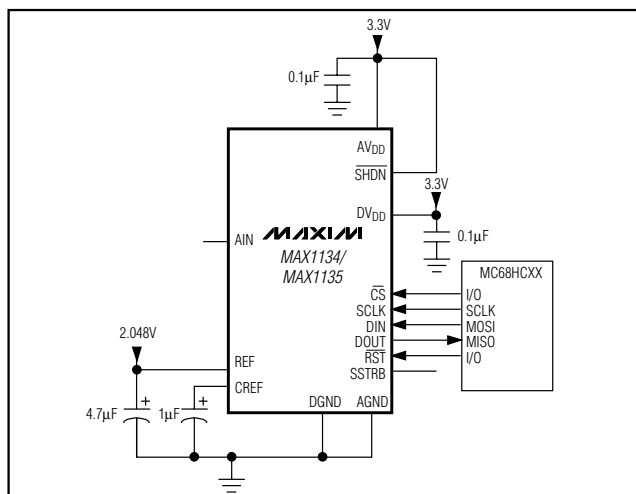 3.3V
0.1µF
AVDD
SHDN
3.3V
DVDD
0.1µF
AIN
MAXIM
MAX1134/
MAX1135
MC68HCXX
CS
I/O
SCLK
SCLK
DIN
MOSI
DOUT
MISO
RST
I/O
SSTRB
2.048V
REF
CREF
4.7µF
+
1µF
+
DGND
AGND